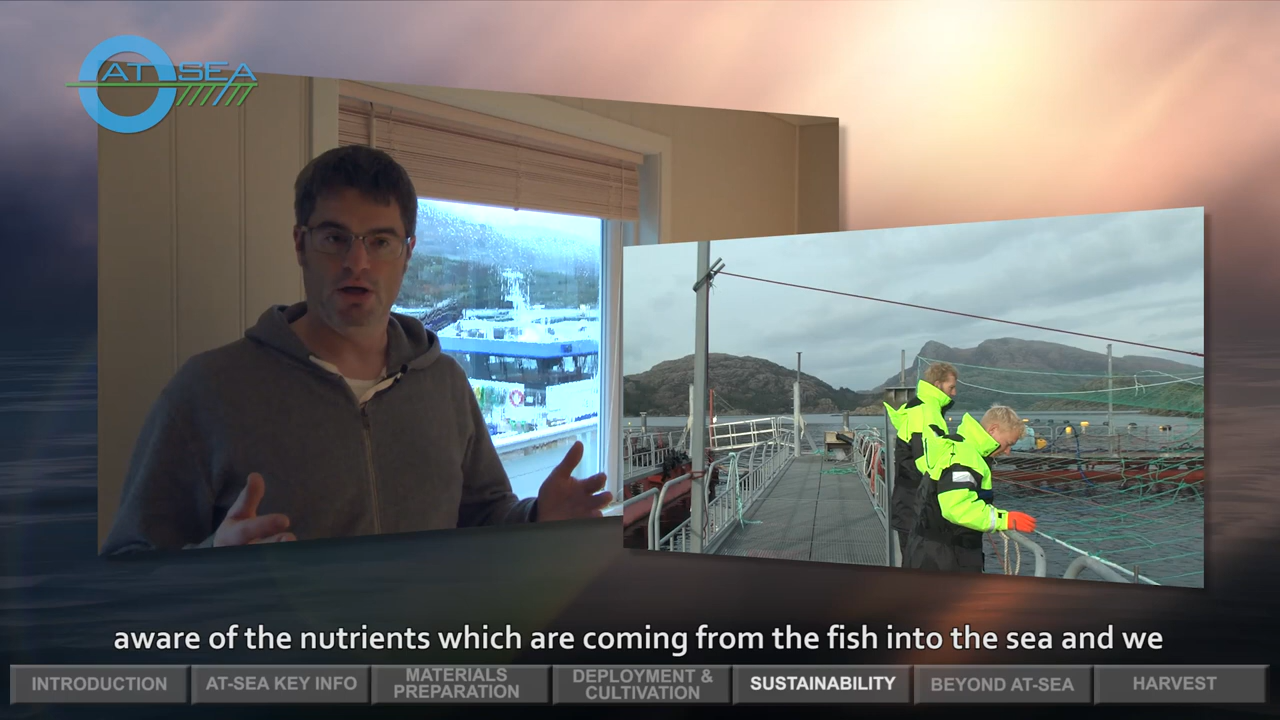 AT-SEA
aware of the nutrients which are coming from the fish into the sea and we
INTRODUCTION
AT-SEA KEY INFO
MATERIALS
PREPARATION
DEPLOYMENT &
CULTIVATION
SUSTAINABILITY
BEYOND AT-SEA
HARVEST